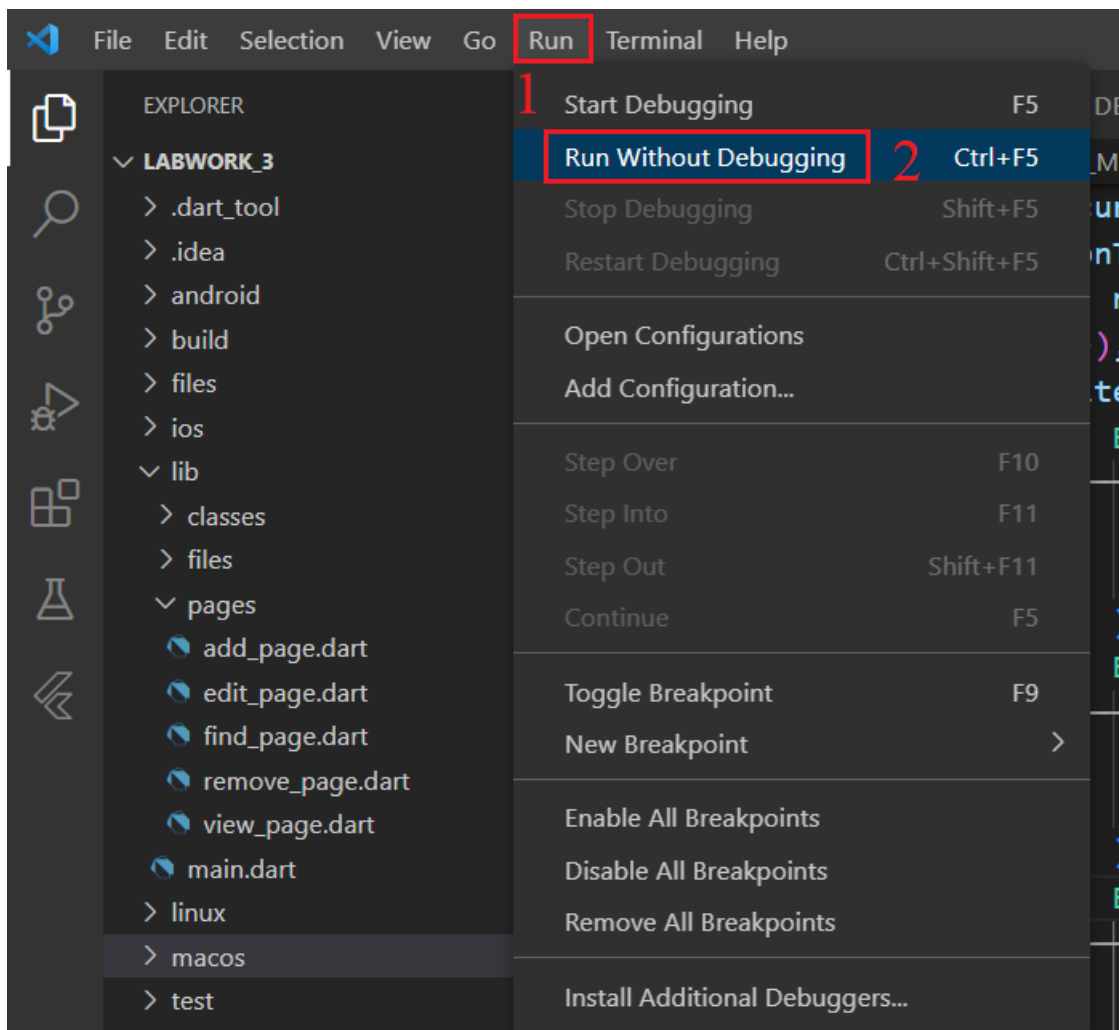 File Edit Selection View Go Run Terminal Help
1
EXPLORER
LABWORK_3
.dart_tool
.idea
android
build
files
ios
lib
classes
files
pages
add_page.dart
edit_page.dart
find_page.dart
remove_page.dart
view_page.dart
main.dart
linux
macos
test
Start Debugging F5
Run Without Debugging 2 Ctrl+F5
Stop Debugging Shift+F5
Restart Debugging Ctrl+Shift+F5
Open Configurations
Add Configuration...
Step Over F10
Step Into F11
Step Out Shift+F11
Continue F5
Toggle Breakpoint F9
New Breakpoint
Enable All Breakpoints
Disable All Breakpoints
Remove All Breakpoints
Install Additional Debuggers...